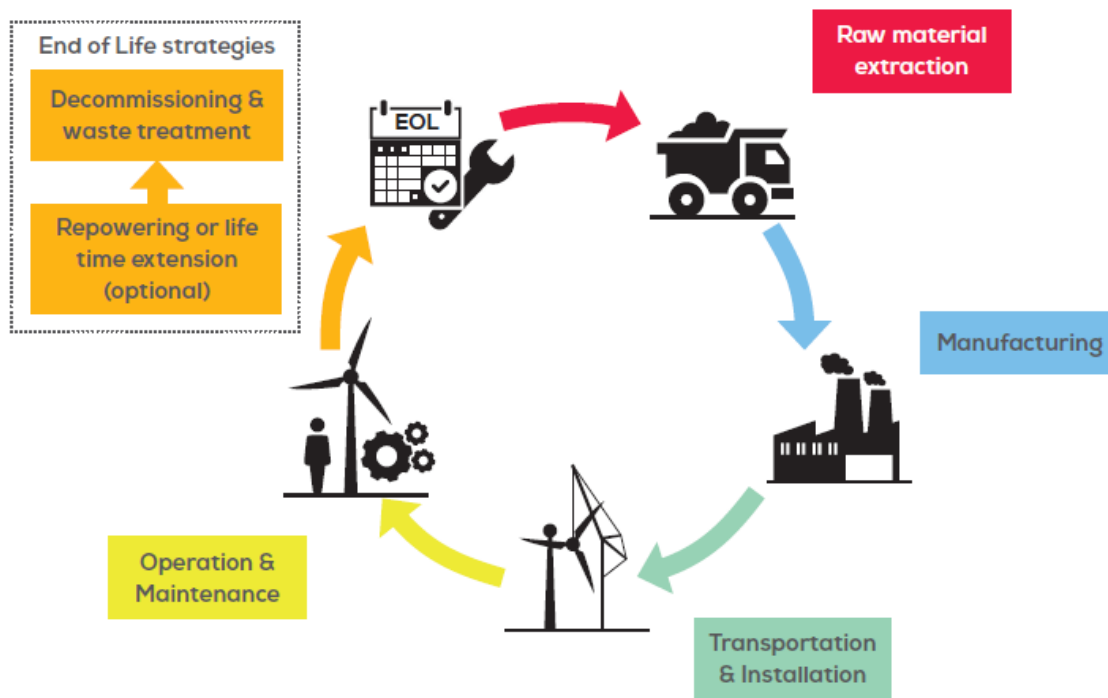 End of Life strategies
Decommissioning &
waste treatment
Repowering or life
time extension
(optional)
EOL
Raw material
extraction
Manufacturing
Operation &
Maintenance
Transportation
& Installation